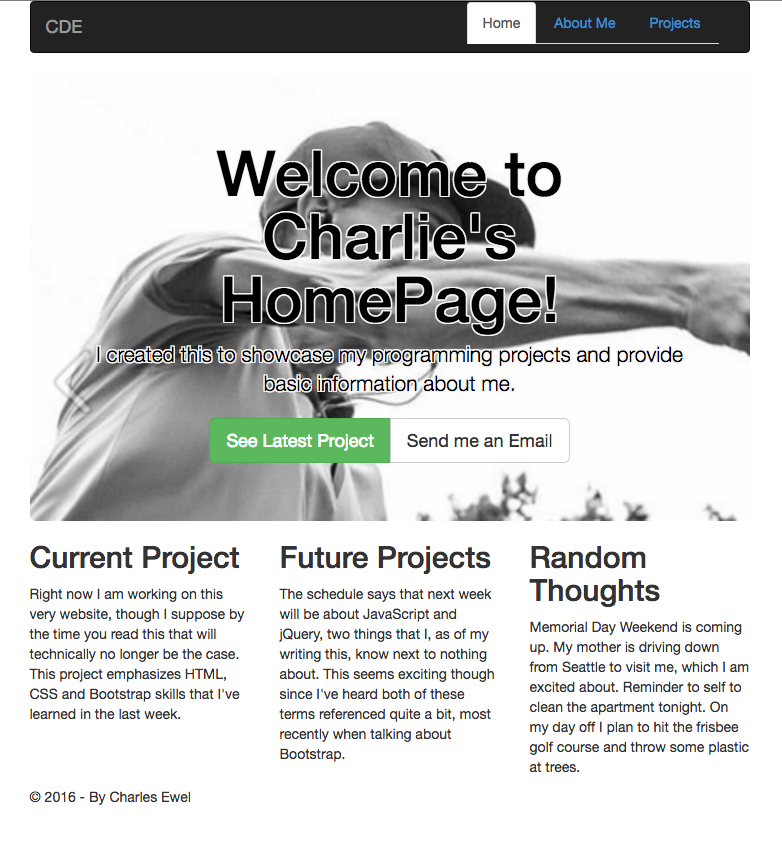 CDE
Home About Me Projects
Welcome to
Charlie's
HomePage!
I created this to showcase my programming projects and provide
basic information about me.
See Latest Project Send me an Email
Current Project
Right now I am working on this
very website, though I suppose by
the time you read this that will
technically no longer be the case.
This project emphasizes HTML,
CSS and Bootstrap skills that I've
learned in the last week.
Future Projects
The schedule says that next week
will be about JavaScript and
jQuery, two things that I, as of my
writing this, know next to nothing
about. This seems exciting though
since I've heard both of these
terms referenced quite a bit, most
recently when talking about
Bootstrap.
Random
Thoughts
Memorial Day Weekend is coming
up. My mother is driving down
from Seattle to visit me, which I am
excited about. Reminder to self to
clean the apartment tonight. On
my day off I plan to hit the frisbee
golf course and throw some plastic
at trees.
© 2016 - By Charles Ewel